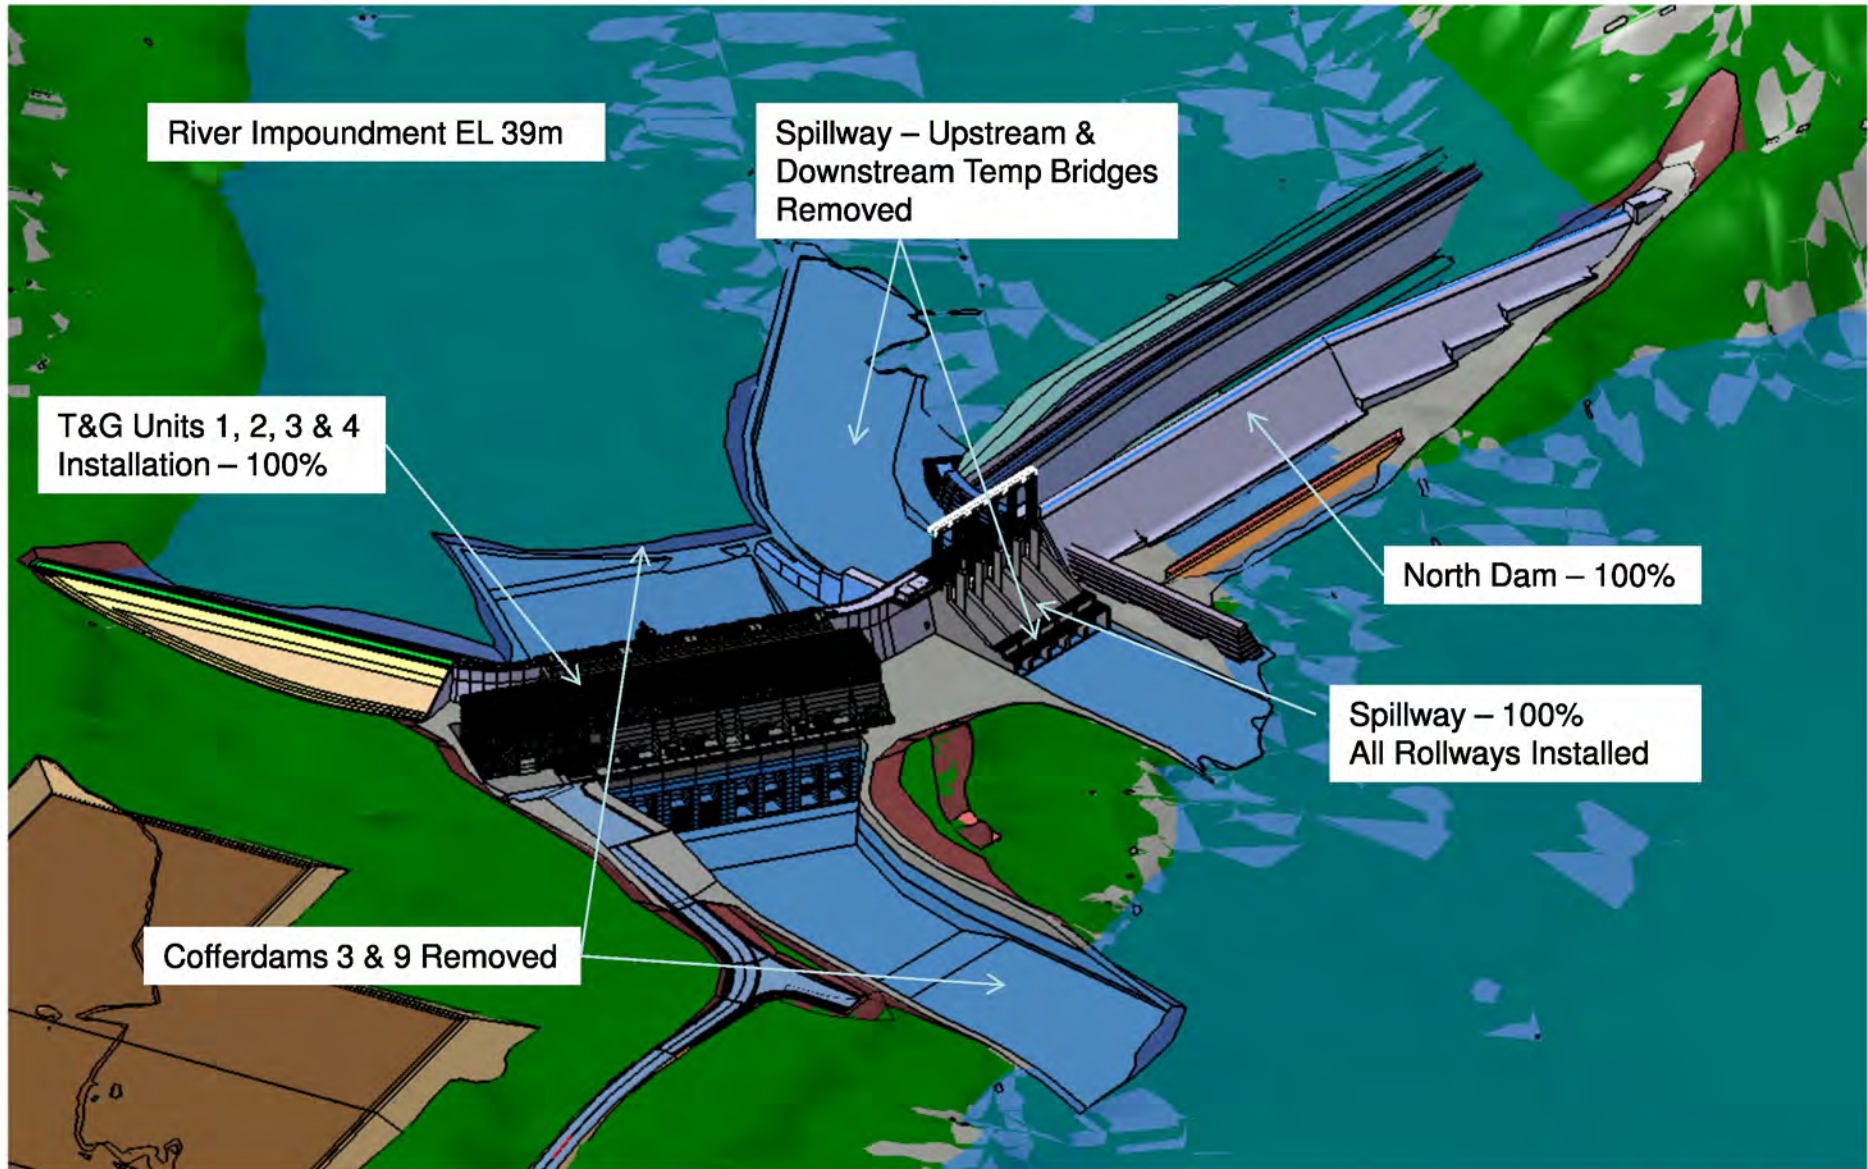 River Impoundment EL 39m
Spillway – Upstream &
Downstream Temp Bridges
Removed
T&G Units 1, 2, 3 & 4
Installation – 100%
North Dam – 100%
Spillway – 100%
All Rollways Installed
Cofferdams 3 & 9 Removed